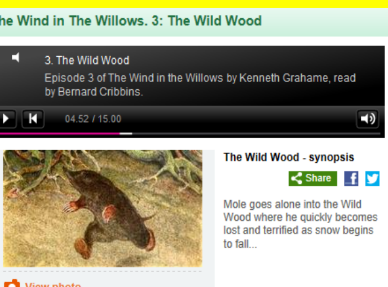 he Wind in The Willows. 3: The Wild Wood
3. The Wild Wood
Episode 3 of The Wind in the Willows by Kenneth Grahame, read
by Bernard Cribbins.
04.52 / 15.00
The Wild Wood - synopsis
Share
Mole goes alone into the Wild
Wood where he quickly becomes
lost and terrified as snow begins
to fall...
View photo